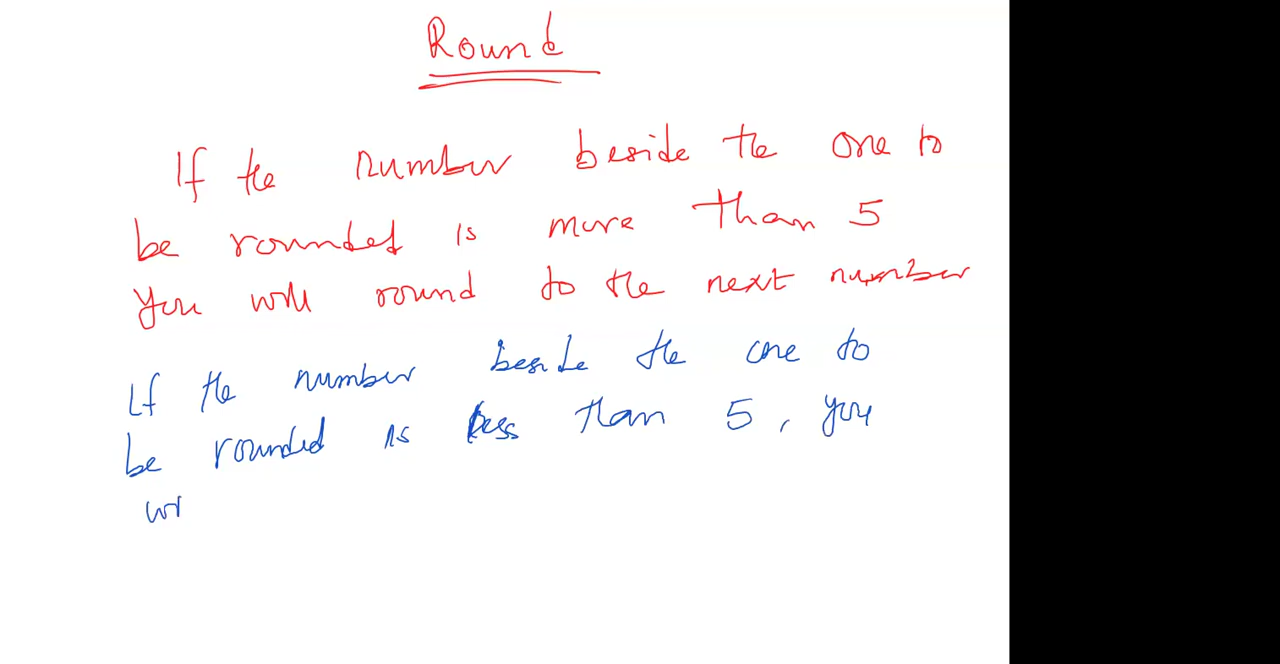 Round
If the number beside the one to
be rounded is more than 5
You will round to the next number
If the number beside the one to
be rounded is less than 5, you
wi